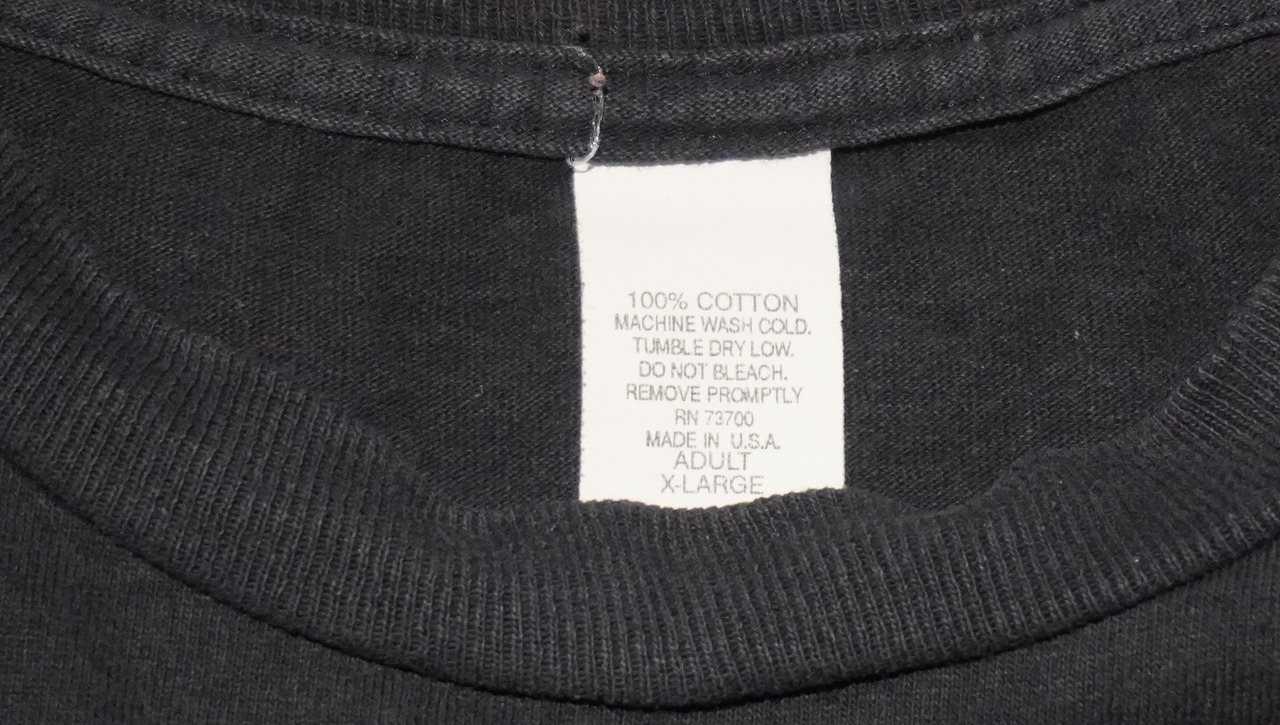 100% COTTON
MACHINE WASH COLD.
TUMBLE DRY LOW.
DO NOT BLEACH.
REMOVE PROMPTLY
RN 73700
MADE IN U.S.A.
ADULT
X-LARGE